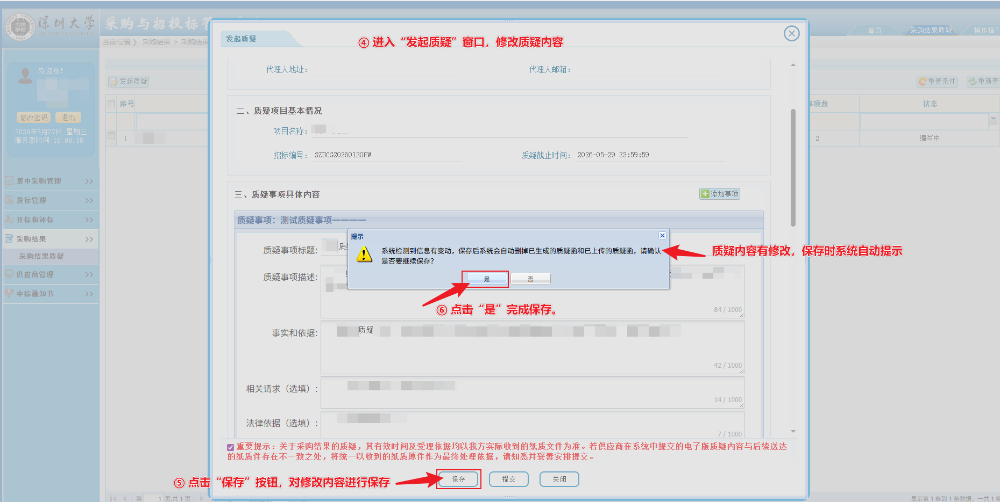 深圳大学
采购与招投标管
当前位置》 采购结果 > 采购结果
首页
采购结果质疑
操作指引
发起质疑
④ 进入“发起质疑”窗口，修改质疑内容
欢迎您！
修改密码
退出
2026年5月27日 星期三
服务器时间:16:08:35
发起质疑
重置条件
重新查
序号
事项数
状态
1
2
编写中
代理人地址：
代理人邮箱：
二、质疑项目基本情况
项目名称：
招标编号： SZUCG20260130FW
质疑截止时间： 2026-05-29 23:59:59
三、质疑事项具体内容
添加事项
质疑事项：测试质疑事项一一一一
集中采购管理 >>
投标管理 >>
开标和评标 >>
采购结果 >>
采购结果质疑
供应商管理 >>
中标通知书 >>
质疑事项标题：
质疑事项描述：
提示
系统检测到信息有变动，保存后系统会自动删掉已生成的质疑函和已上传的质疑函，请确认
是否要继续保存？
是
否
质疑内容有修改，保存时系统自动提示
⑥ 点击“是”完成保存。
84 / 1000
事实和依据：
质疑
42 / 1000
相关请求（选填）：
14 / 1000
法律依据（选填）：
7 / 1000
重要提示：关于采购结果的质疑，其有效时间及受理依据均以我方实际收到的纸质文件为准。若供应商在系统中提交的电子版质疑内容与后续送达
的纸质件存在不一致之处，将统一以收到的纸质原件作为最终处理依据，请知悉并妥善安排提交。
⑤ 点击“保存”按钮，对修改内容进行保存
保存
提交
关闭
第 1 页,共 1 页
显示第 1 条到 1 条数据，一共 1 条